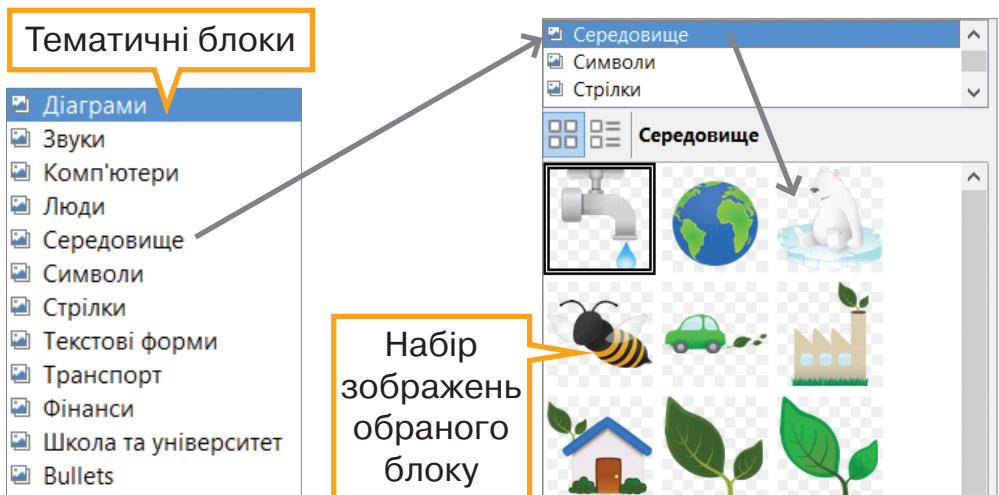 Тематичні блоки
Діаграми
Звуки
Комп'ютери
Люди
Середовище
Символи
Стрілки
Текстові форми
Транспорт
Фінанси
Школа та університет
Bullets
Середовище
Символи
Стрілки
Середовище
Набір
зображень
обраного
блоку